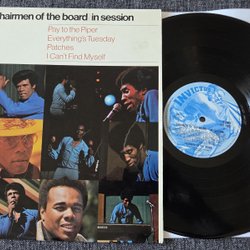 hairmen of the board in session
Pay to the Piper
Everything's Tuesday
Patches
I Can't Find Myself
INVICTUS